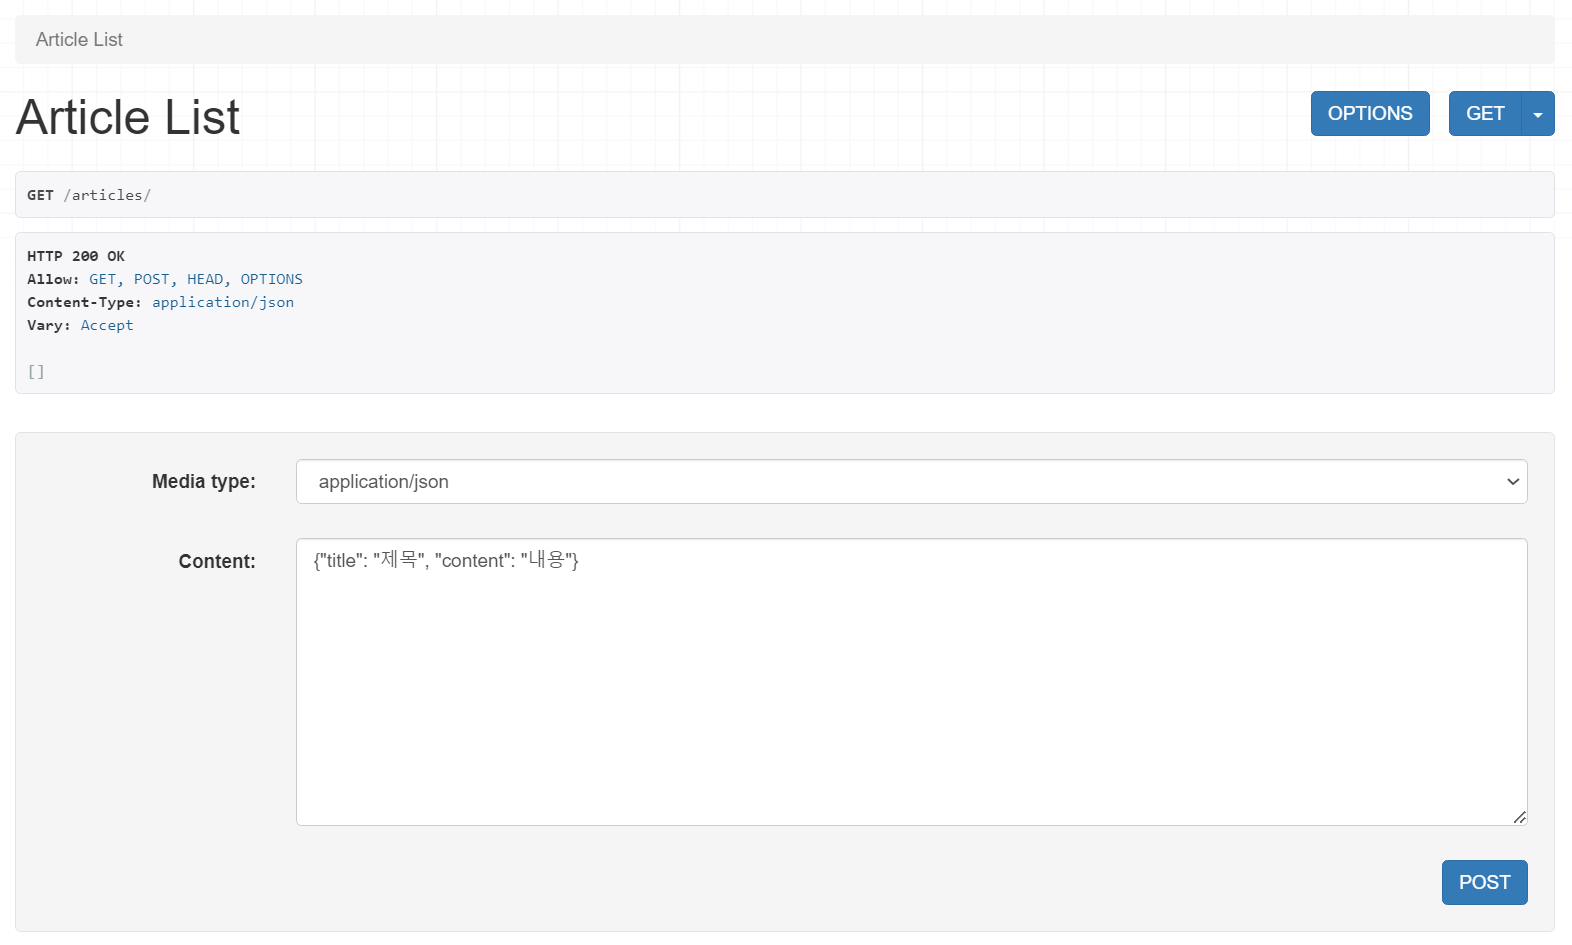 Article List
Article List
OPTIONS GET
GET /articles/
HTTP 200 OK
Allow: GET, POST, HEAD, OPTIONS
Content-Type: application/json
Vary: Accept
[]
Media type: application/json
Content: {"title": "제목", "content": "내용"}
POST